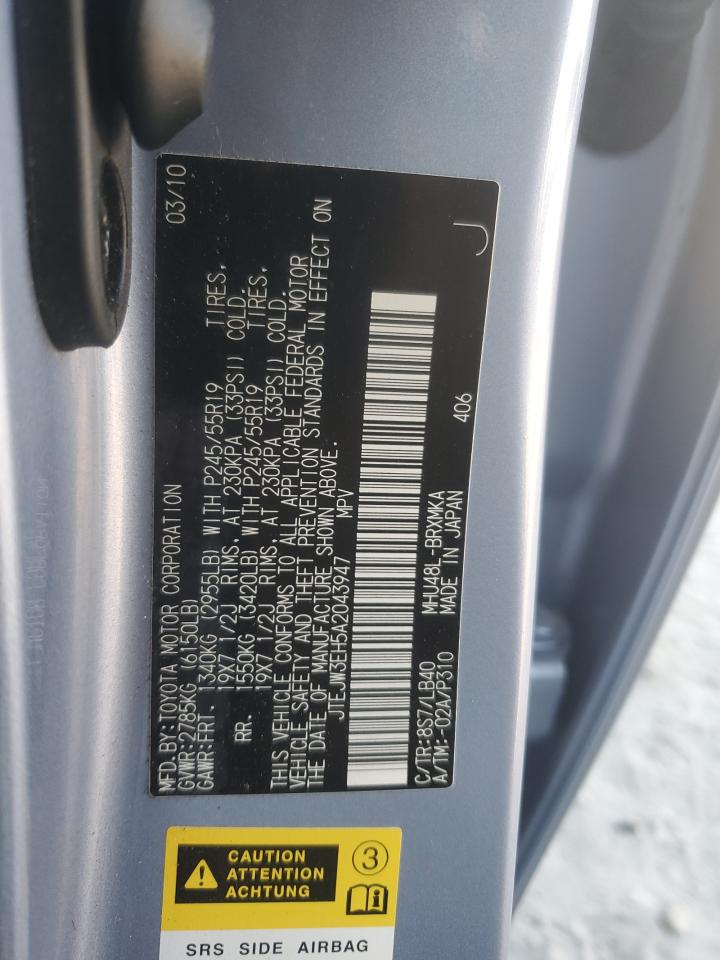 MFD.BY:TOYOTA MOTOR CORPORATION 03/10
GVWR:2785KG (6150LB)
GAWR:FRT. 1340KG (2955LB) WITH P245/55R19 TIRES,
19X7 1/2J RIMS, AT 230KPA (33PSI) COLD.
RR. 1550KG (3420LB) WITH P245/55R19 TIRES,
19X7 1/2J RIMS, AT 230KPA (33PSI) COLD.
THIS VEHICLE CONFORMS TO ALL APPLICABLE FEDERAL MOTOR
VEHICLE SAFETY AND THEFT PREVENTION STANDARDS IN EFFECT ON
THE DATE OF MANUFACTURE SHOWN ABOVE.
JTEJW3EH5A2043947 MPV
C/TR:8S7/LB40 MHU48L-BRXMKA
A/TM:-02A/P310 MADE IN JAPAN 406 J
CAUTION
ATTENTION
ACHTUNG
3
SRS SIDE AIRBAG